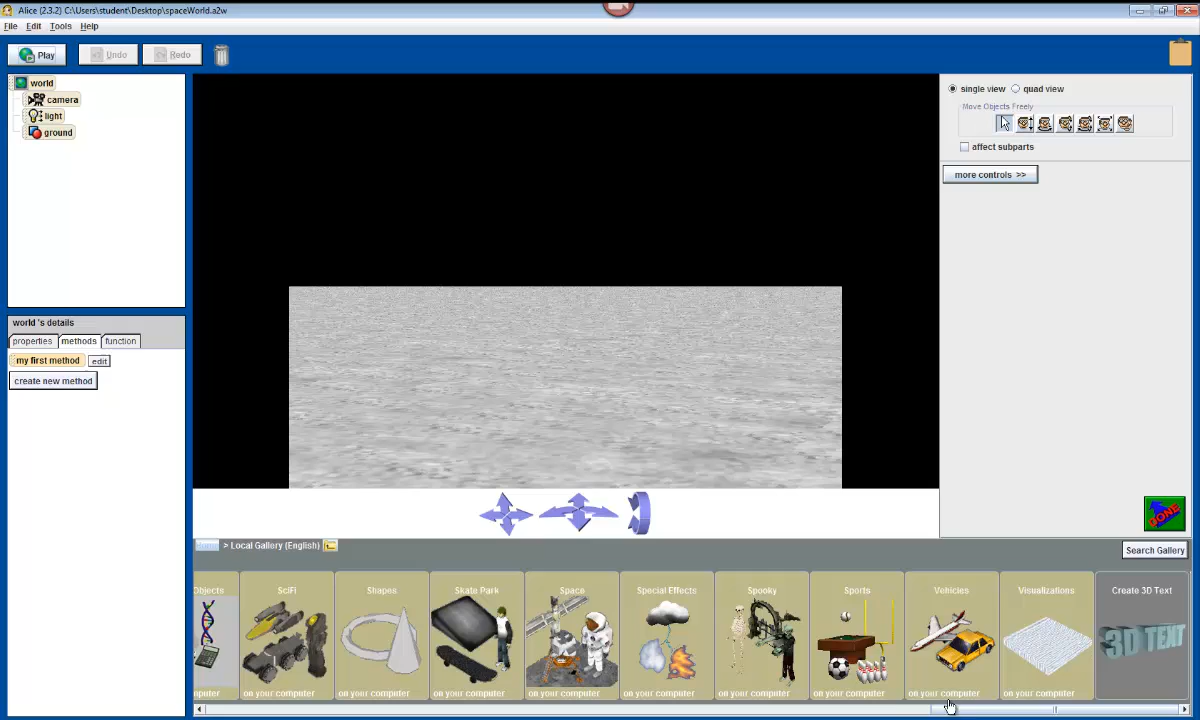 Alice (2.3.2) C:\Users\student\Desktop\spaceWorld.a2w
File Edit Tools Help
Play Undo Redo
world
camera
light
ground
single view quad view
Move Objects Freely
affect subparts
more controls >>
world 's details
properties methods function
my first method edit
create new method
DONE
Home > Local Gallery (English)
Search Gallery
Objects SciFi Shapes Skate Park Space Special Effects Spooky Sports Vehicles Visualizations Create 3D Text
3D TEXT
mputer on your computer on your computer on your computer on your computer on your computer on your computer on your computer on your computer on your computer